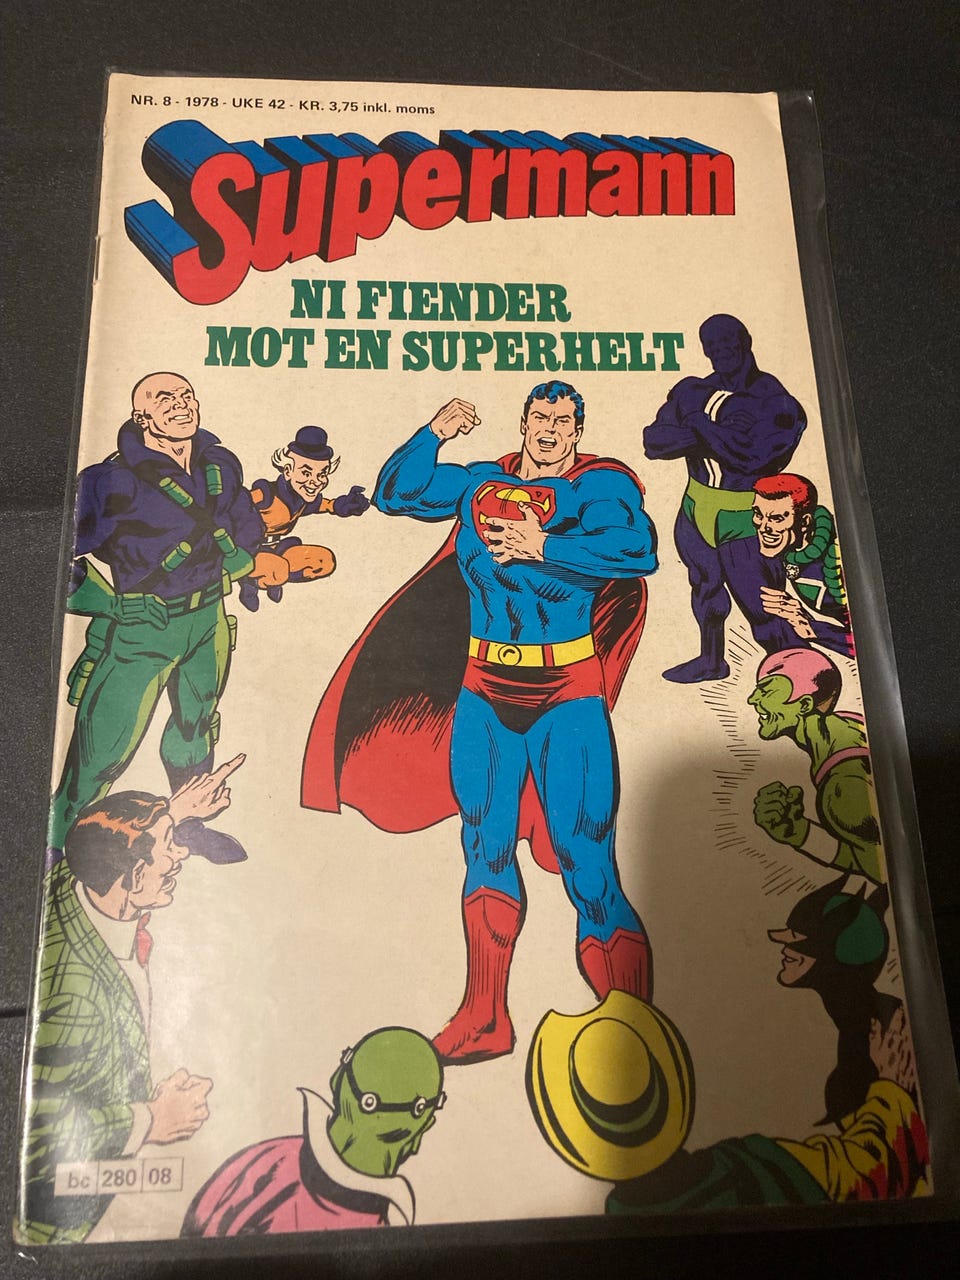 NR. 8 - 1978 - UKE 42 - KR. 3,75 inkl. moms
Supermann
NI FIENDER
MOT EN SUPERHELT
S
bc 280 08